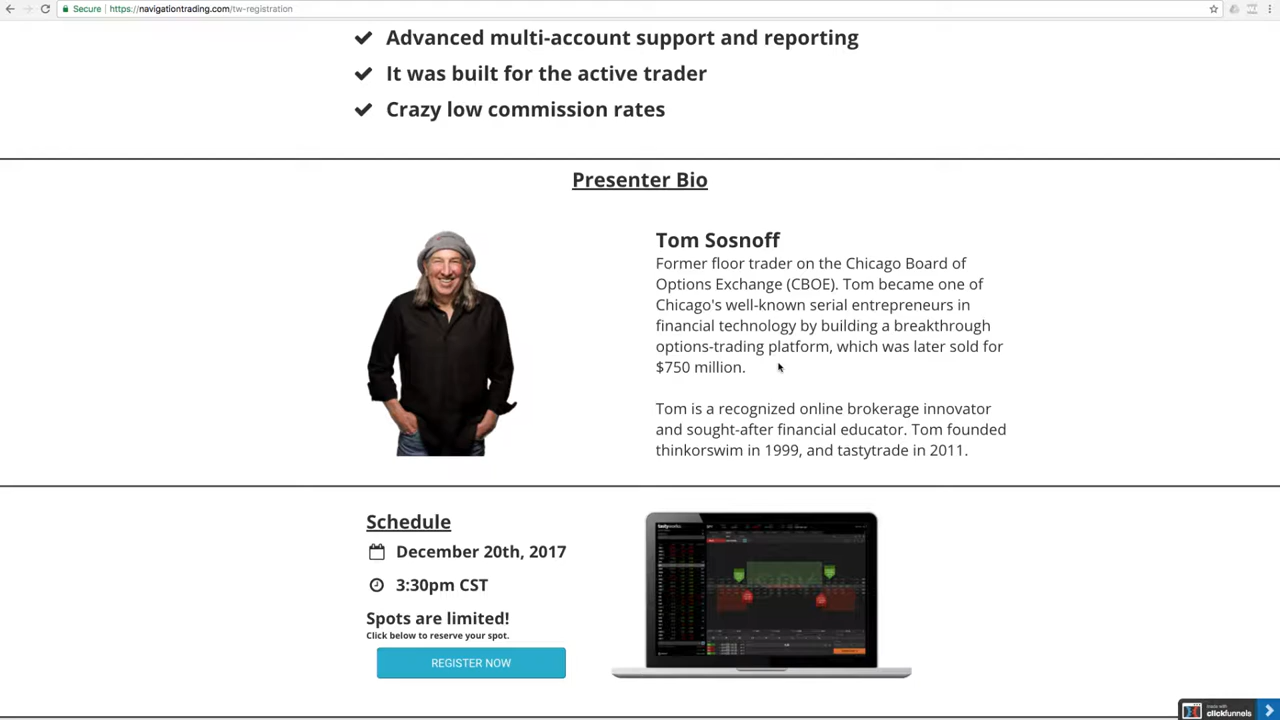 Secure
https://navigationtrading.com/tw-registration
Advanced multi-account support and reporting
It was built for the active trader
Crazy low commission rates
Presenter Bio
Tom Sosnoff
Former floor trader on the Chicago Board of
Options Exchange (CBOE). Tom became one of
Chicago's well-known serial entrepreneurs in
financial technology by building a breakthrough
options-trading platform, which was later sold for
$750 million.
Tom is a recognized online brokerage innovator
and sought-after financial educator. Tom founded
thinkorswim in 1999, and tastytrade in 2011.
Schedule
December 20th, 2017
3:30pm CST
Spots are limited!
Click below to reserve your spot.
REGISTER NOW
tastyworks
clickfunnels